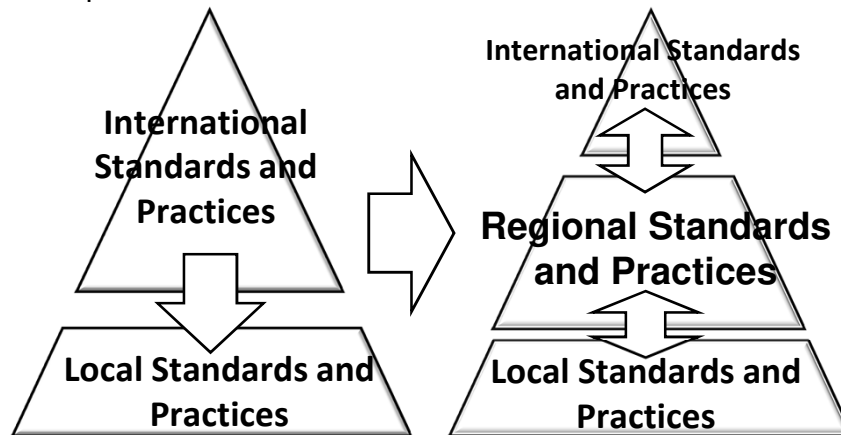 International
Standards and
Practices
Local Standards and
Practices
International Standards
and Practices
Regional Standards
and Practices
Local Standards and
Practices